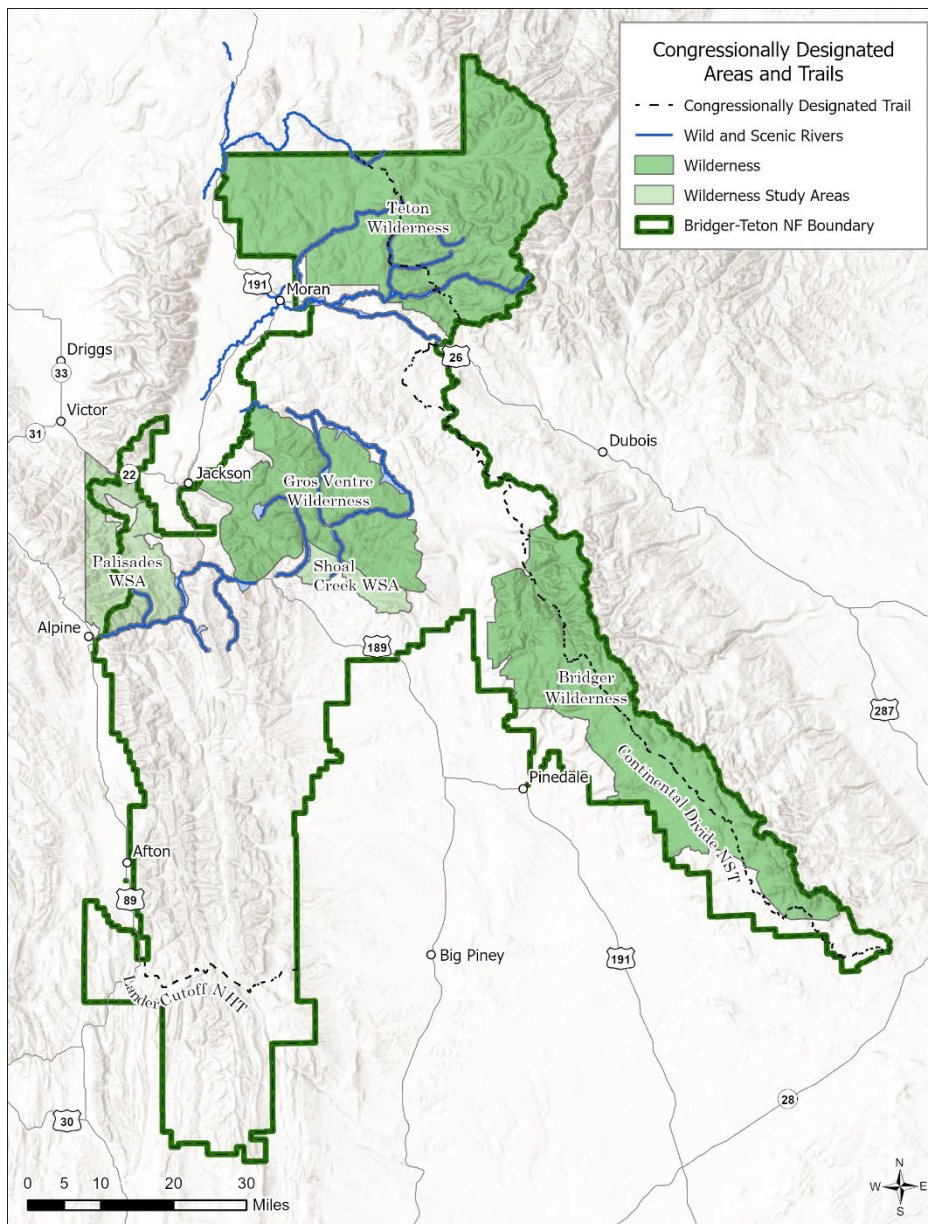 Congressionally Designated
Areas and Trails
Congressionally Designated Trail
Wild and Scenic Rivers
Wilderness
Wilderness Study Areas
Bridger-Teton NF Boundary
Teton
Wilderness
191
Moran
26
Driggs
33
Victor
31
22
Jackson
Dubois
Gros Ventre
Wilderness
Palisades
WSA
Shoal
Creek WSA
Alpine
189
Bridger
Wilderness
287
Pinedale
Continental Divide NST
Afton
89
Big Piney
191
Lander Cutoff NHT
28
30
0 5 10 20 30
Miles
N
W E
S